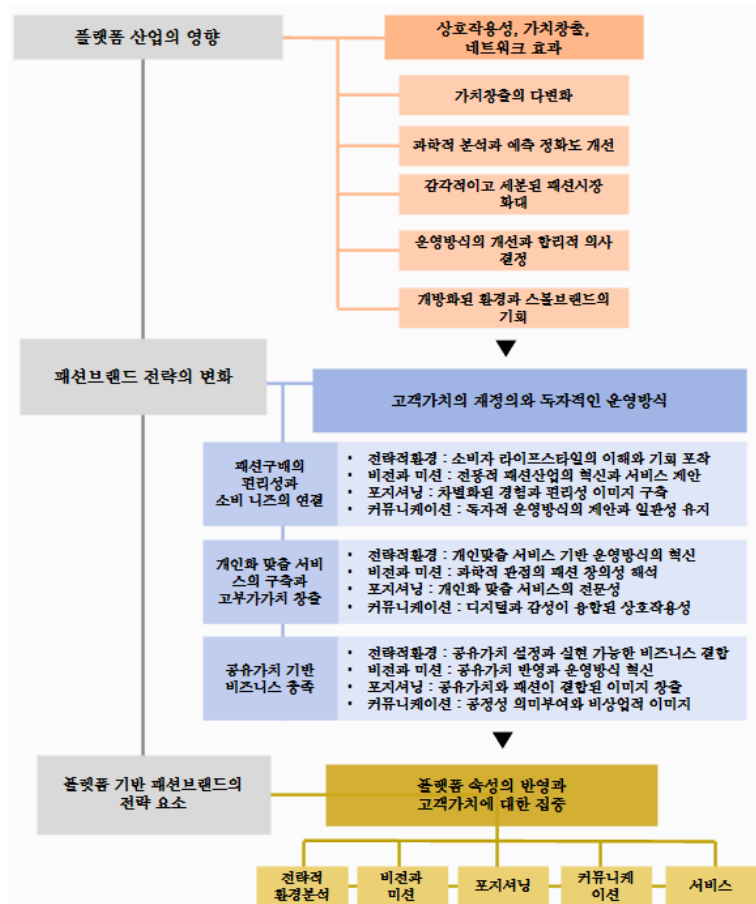 플랫폼 산업의 영향
상호작용성, 가치창출,
네트워크 효과
가치창출의 다변화
과학적 분석과 예측 정확도 개선
감각적이고 세분된 패션시장
확대
운영방식의 개선과 합리적 의사
결정
개방화된 환경과 스몰브랜드의
기회
패션브랜드 전략의 변화
고객가치의 재정의와 독자적인 운영방식
패션구매의
편리성과
소비 니즈의 연결
• 전략적환경 : 소비자 라이프스타일의 이해와 기회 포착
• 비전과 미션 : 전통적 패션산업의 혁신과 서비스 제안
• 포지셔닝 : 차별화된 경험과 편리성 이미지 구축
• 커뮤니케이션 : 독자적 운영방식의 제안과 일관성 유지
개인화 맞춤 서비
스의 구축과
고부가가치 창출
• 전략적환경 : 개인맞춤 서비스 기반 운영방식의 혁신
• 비전과 미션 : 과학적 관점의 패션 창의성 해석
• 포지셔닝 : 개인화 맞춤 서비스의 전문성
• 커뮤니케이션 : 디지털과 감성이 융합된 상호작용성
공유가치 기반
비즈니스 충족
• 전략적환경 : 공유가치 설정과 실현 가능한 비즈니스 결합
• 비전과 미션 : 공유가치 반영과 운영방식 혁신
• 포지셔닝 : 공유가치와 패션이 결합된 이미지 창출
• 커뮤니케이션 : 공정성 의미부여와 비상업적 이미지
플랫폼 기반 패션브랜드의
전략 요소
플랫폼 속성의 반영과
고객가치에 대한 집중
전략적
환경분석
비전과
미션
포지셔닝
커뮤니케
이션
서비스